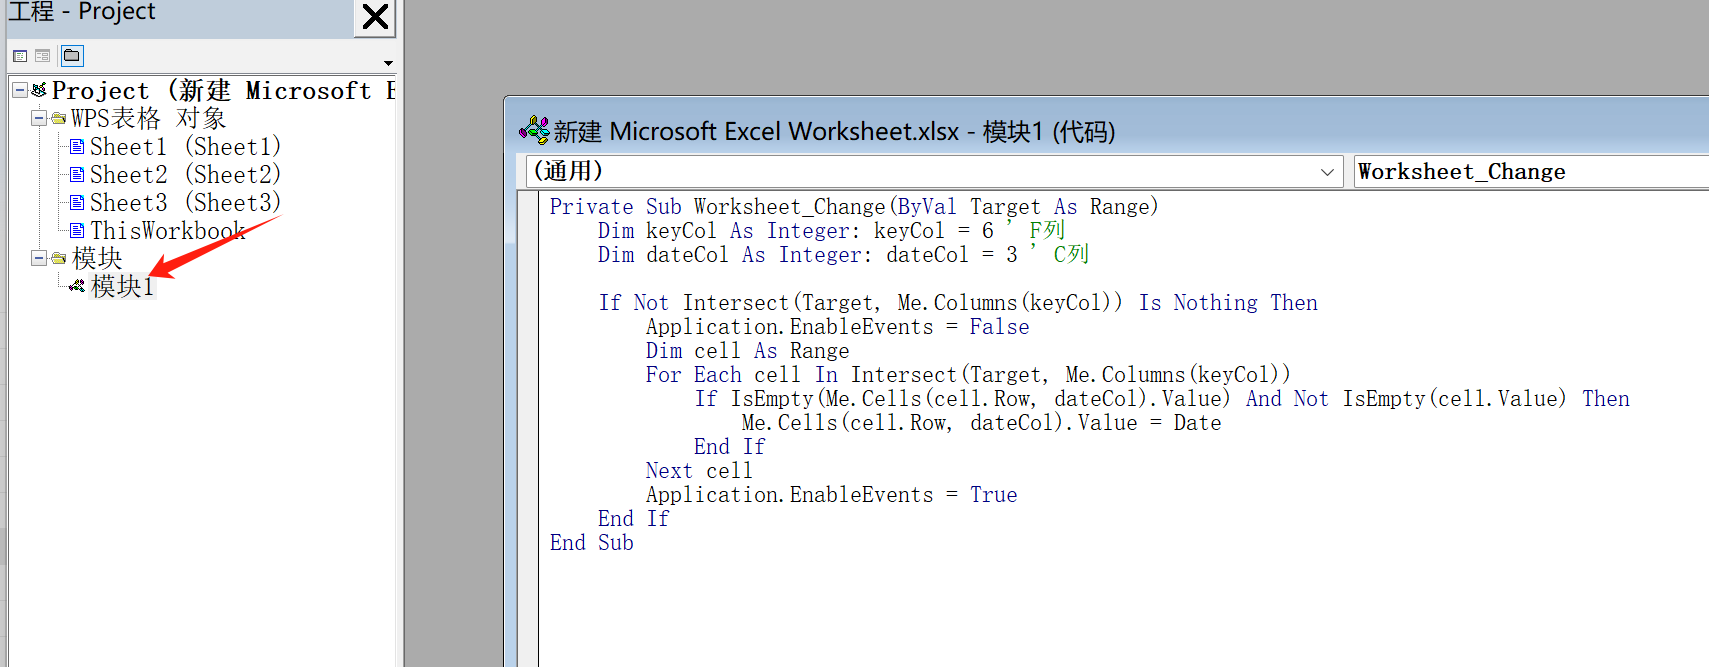 工程 - Project
Project (新建 Microsoft E
WPS表格 对象
Sheet1 (Sheet1)
Sheet2 (Sheet2)
Sheet3 (Sheet3)
ThisWorkbook
模块
模块1
新建 Microsoft Excel Worksheet.xlsx - 模块1 (代码)
(通用)
Worksheet_Change
Private Sub Worksheet_Change(ByVal Target As Range)
    Dim keyCol As Integer: keyCol = 6 ' F列
    Dim dateCol As Integer: dateCol = 3 ' C列
    If Not Intersect(Target, Me.Columns(keyCol)) Is Nothing Then
        Application.EnableEvents = False
        Dim cell As Range
        For Each cell In Intersect(Target, Me.Columns(keyCol))
            If IsEmpty(Me.Cells(cell.Row, dateCol).Value) And Not IsEmpty(cell.Value) Then
                Me.Cells(cell.Row, dateCol).Value = Date
            End If
        Next cell
        Application.EnableEvents = True
    End If
End Sub